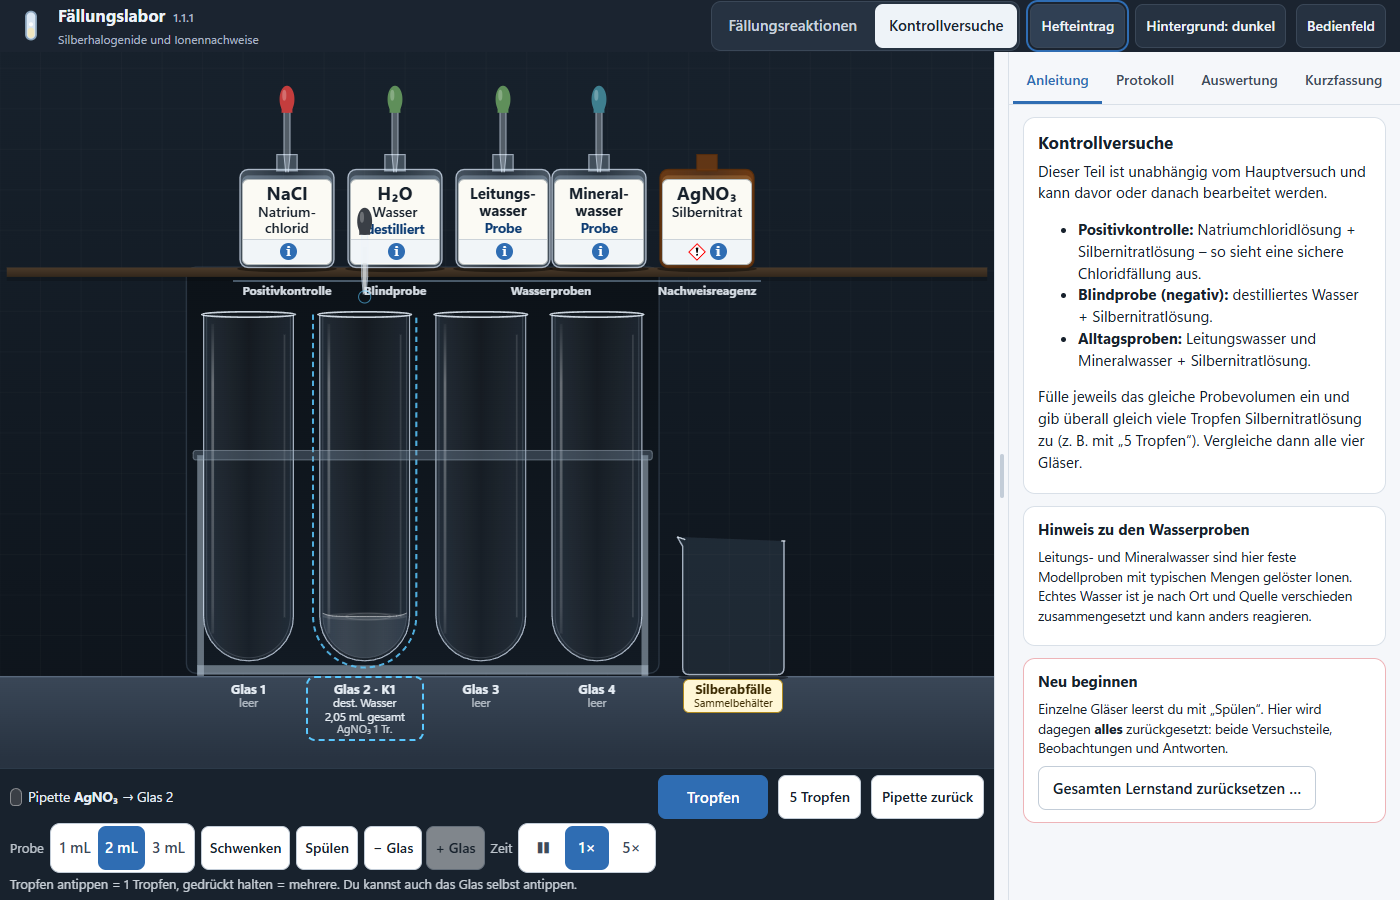 Fällungslabor 1.1.1
Silberhalogenide und Ionennachweise
Fällungsreaktionen
Kontrollversuche
Hefteintrag
Hintergrund: dunkel
Bedienfeld
NaCl
Natrium-
chlorid
H₂O
Wasser
destilliert
Leitungs-
wasser
Probe
Mineral-
wasser
Probe
AgNO₃
Silbernitrat
Positivkontrolle
Blindprobe
Wasserproben
Nachweisreagenz
Glas 1
leer
Glas 2 · K1
dest. Wasser
2,05 mL gesamt
AgNO₃ 1 Tr.
Glas 3
leer
Glas 4
leer
Silberabfälle
Sammelbehälter
Pipette AgNO₃ → Glas 2
Tropfen
5 Tropfen
Pipette zurück
Probe
1 mL
2 mL
3 mL
Schwenken
Spülen
− Glas
+ Glas
Zeit
1×
5×
Tropfen antippen = 1 Tropfen, gedrückt halten = mehrere. Du kannst auch das Glas selbst antippen.
Anleitung
Protokoll
Auswertung
Kurzfassung
Kontrollversuche
Dieser Teil ist unabhängig vom Hauptversuch und
kann davor oder danach bearbeitet werden.
• Positivkontrolle: Natriumchloridlösung +
Silbernitratlösung – so sieht eine sichere
Chloridfällung aus.
• Blindprobe (negativ): destilliertes Wasser
+ Silbernitratlösung.
• Alltagsproben: Leitungswasser und
Mineralwasser + Silbernitratlösung.
Fülle jeweils das gleiche Probevolumen ein und
gib überall gleich viele Tropfen Silbernitratlösung
zu (z. B. mit „5 Tropfen“). Vergleiche dann alle vier
Gläser.
Hinweis zu den Wasserproben
Leitungs- und Mineralwasser sind hier feste
Modellproben mit typischen Mengen gelöster Ionen.
Echtes Wasser ist je nach Ort und Quelle verschieden
zusammengesetzt und kann anders reagieren.
Neu beginnen
Einzelne Gläser leerst du mit „Spülen“. Hier wird
dagegen alles zurückgesetzt: beide Versuchsteile,
Beobachtungen und Antworten.
Gesamten Lernstand zurücksetzen ...